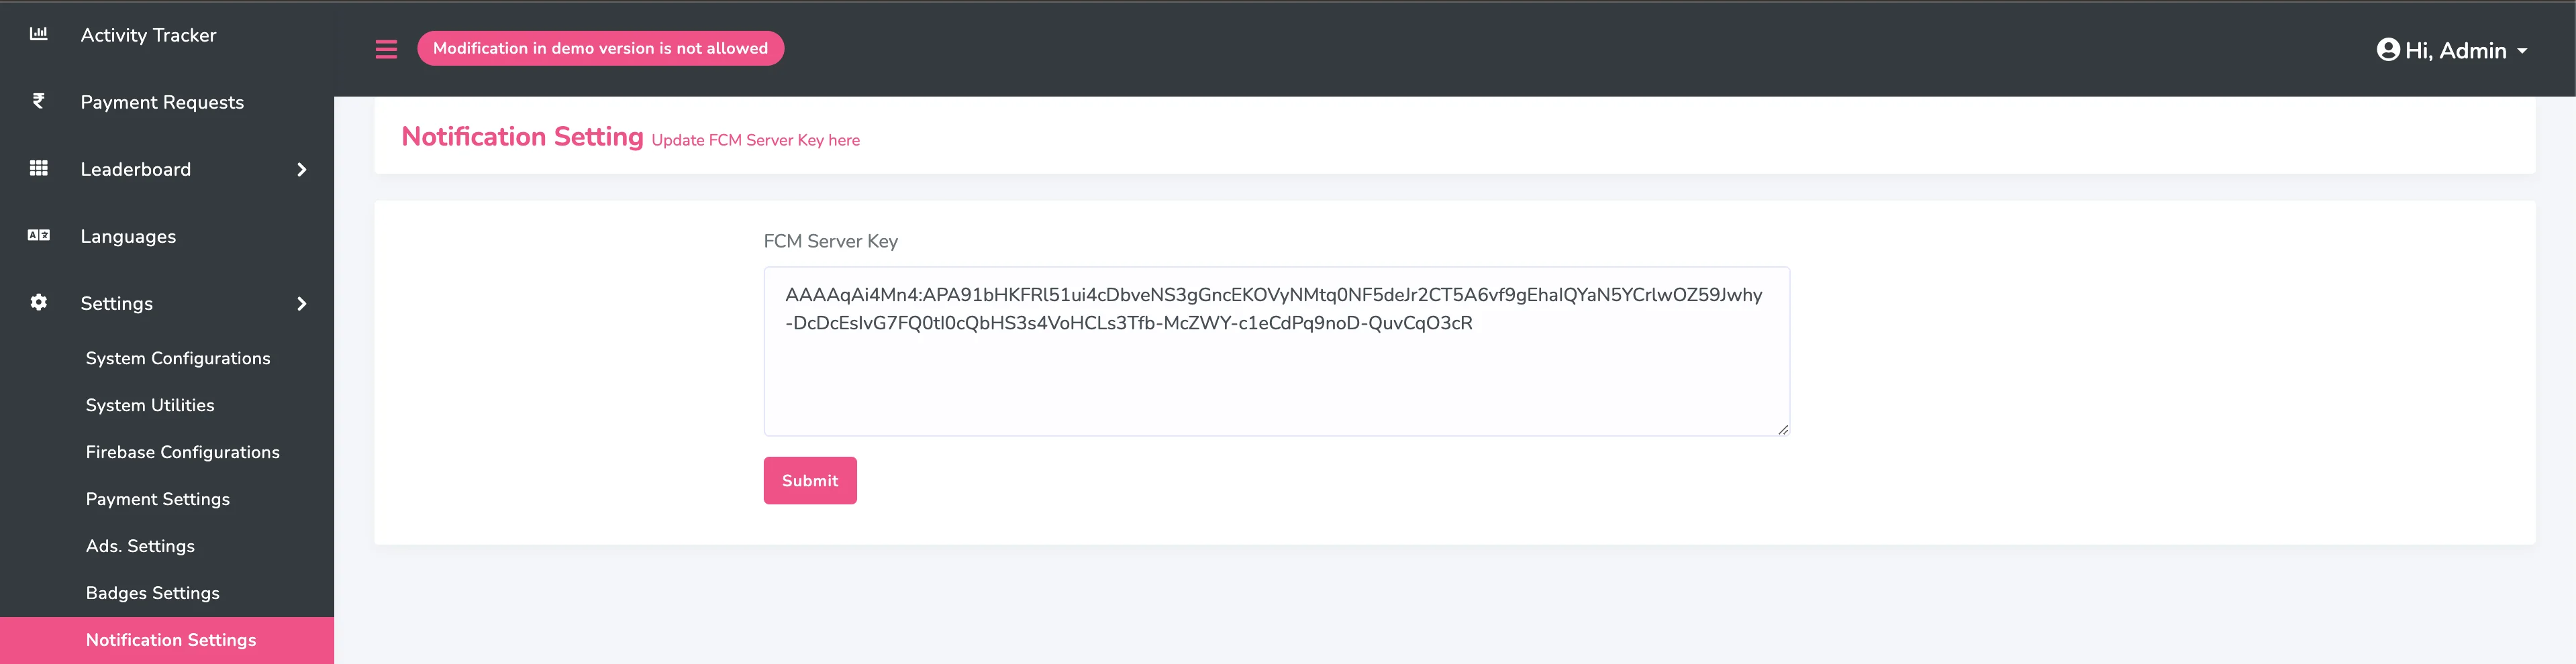 Activity Tracker
Payment Requests
Leaderboard
Languages
Settings
System Configurations
System Utilities
Firebase Configurations
Payment Settings
Ads. Settings
Badges Settings
Notification Settings
Modification in demo version is not allowed
Hi, Admin
Notification Setting Update FCM Server Key here
FCM Server Key
AAAAqAi4Mn4:APA91bHKFRl51ui4cDbveNS3gGncEKOVyNMtq0NF5deJr2CT5A6vf9gEhaIQYaN5YCrlwOZ59Jwhy
-DcDcEsIvG7FQ0tI0cQbHS3s4VoHCLs3Tfb-McZWY-c1eCdPq9noD-QuvCqO3cR
Submit